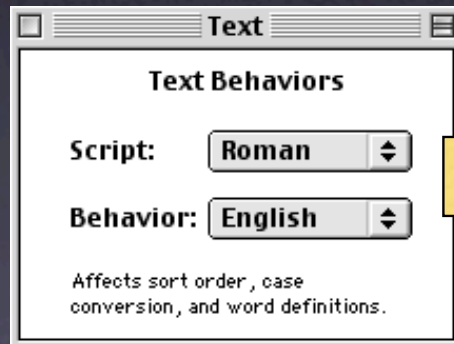 Text
Text Behaviors
Script: Roman
Behavior: English
Affects sort order, case
conversion, and word definitions.